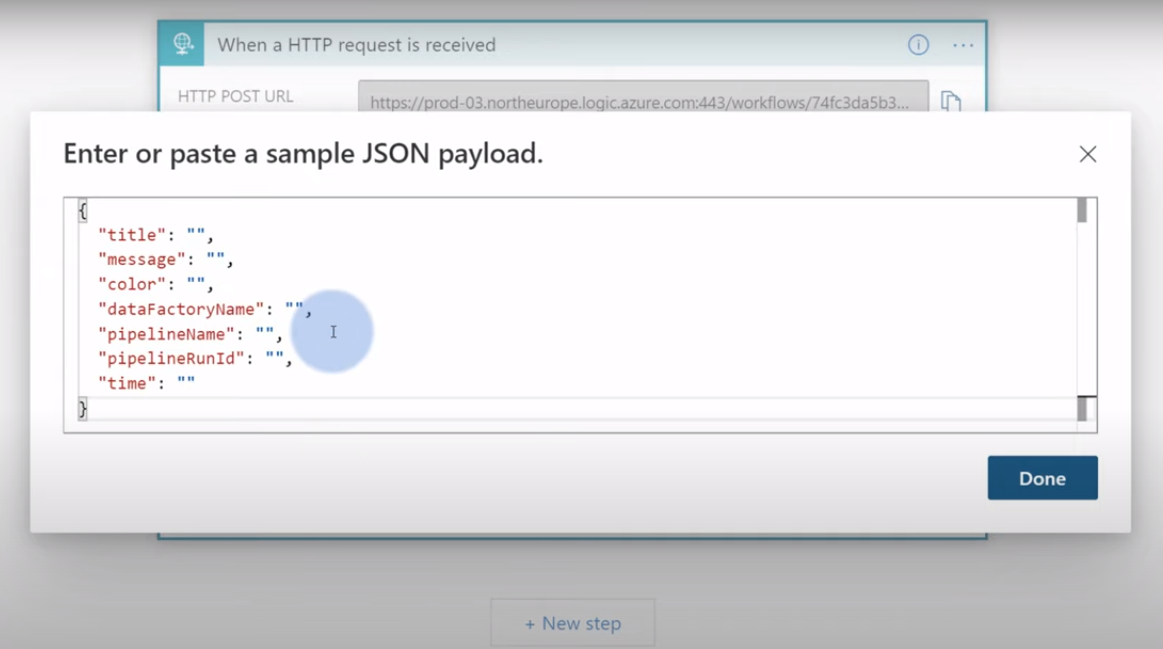 When a HTTP request is received
HTTP POST URL
https://prod-03.northeurope.logic.azure.com:443/workflows/74fc3da5b3...
Enter or paste a sample JSON payload.
{
"title": "",
"message": "",
"color": "",
"dataFactoryName": "",
"pipelineName": "",
"pipelineRunId": "",
"time": ""
}
Done
+ New step